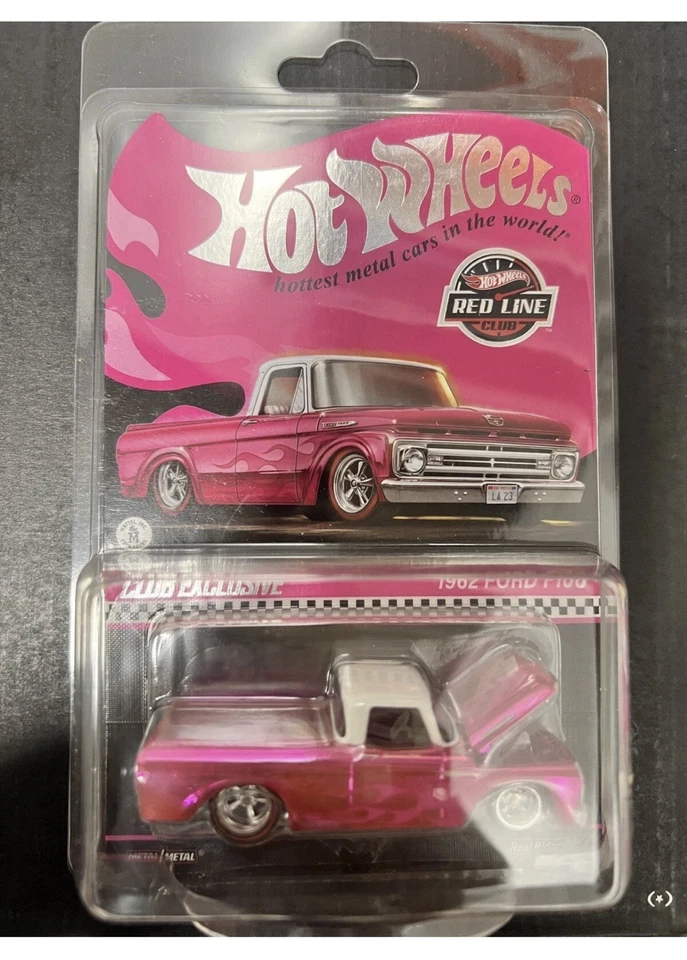 HOT WHEELS®
hottest metal cars in the world!®
HOT WHEELS
RED LINE
CLUB
™
LA 23
CLUB EXCLUSIVE
1962 FORD F100
METAL/METAL®
(★)